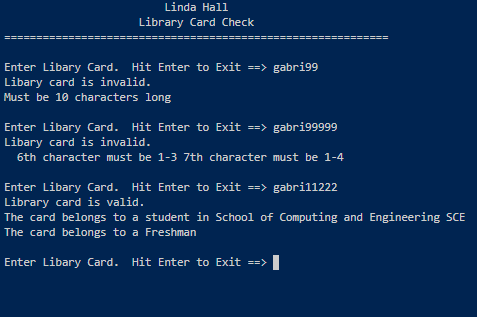 Linda Hall
Library Card Check
============================================================
Enter Libary Card.  Hit Enter to Exit ==> gabri99
Libary card is invalid.
Must be 10 characters long
Enter Libary Card.  Hit Enter to Exit ==> gabri99999
Libary card is invalid.
  6th character must be 1-3 7th character must be 1-4
Enter Libary Card.  Hit Enter to Exit ==> gabri11222
Library card is valid.
The card belongs to a student in School of Computing and Engineering SCE
The card belongs to a Freshman
Enter Libary Card.  Hit Enter to Exit ==>